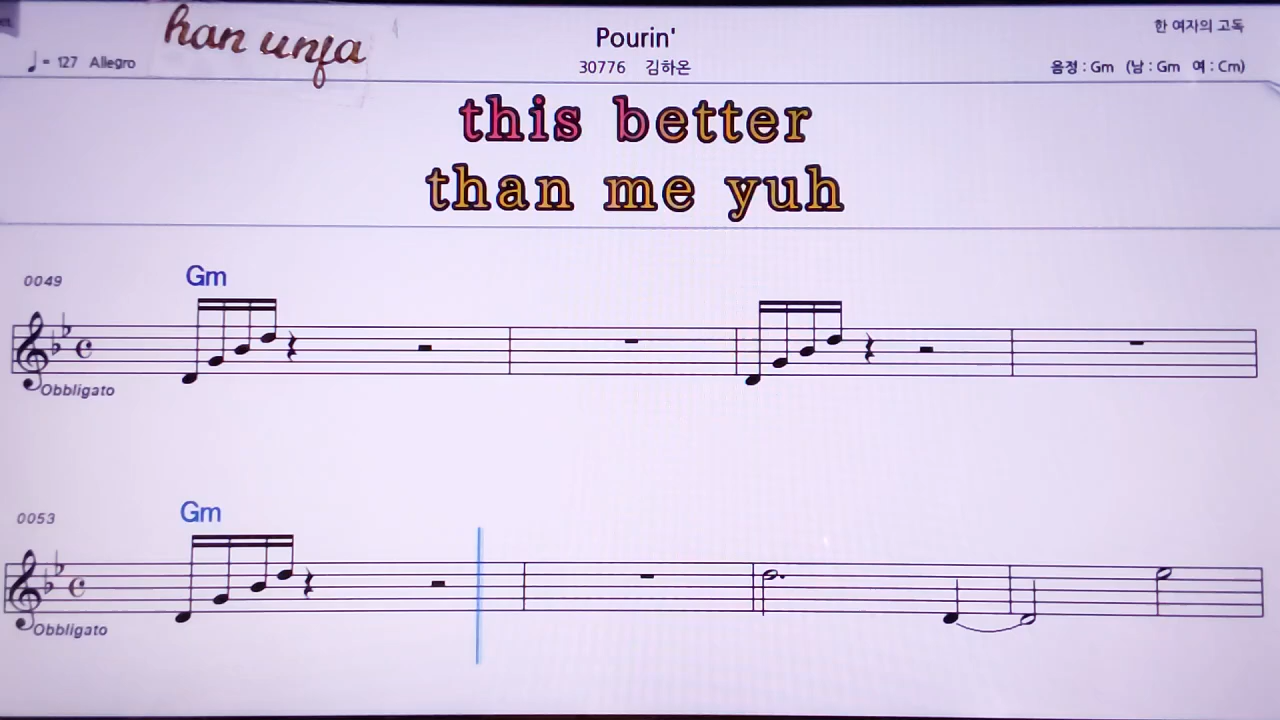 han unfa
Pourin'
한 여자의 고독
♩= 127 Allegro
30776 김하온
음정 : Gm (남 : Gm 여 : Cm)
this better
than me yuh
0049
Gm
Obbligato
0053
Gm
Obbligato